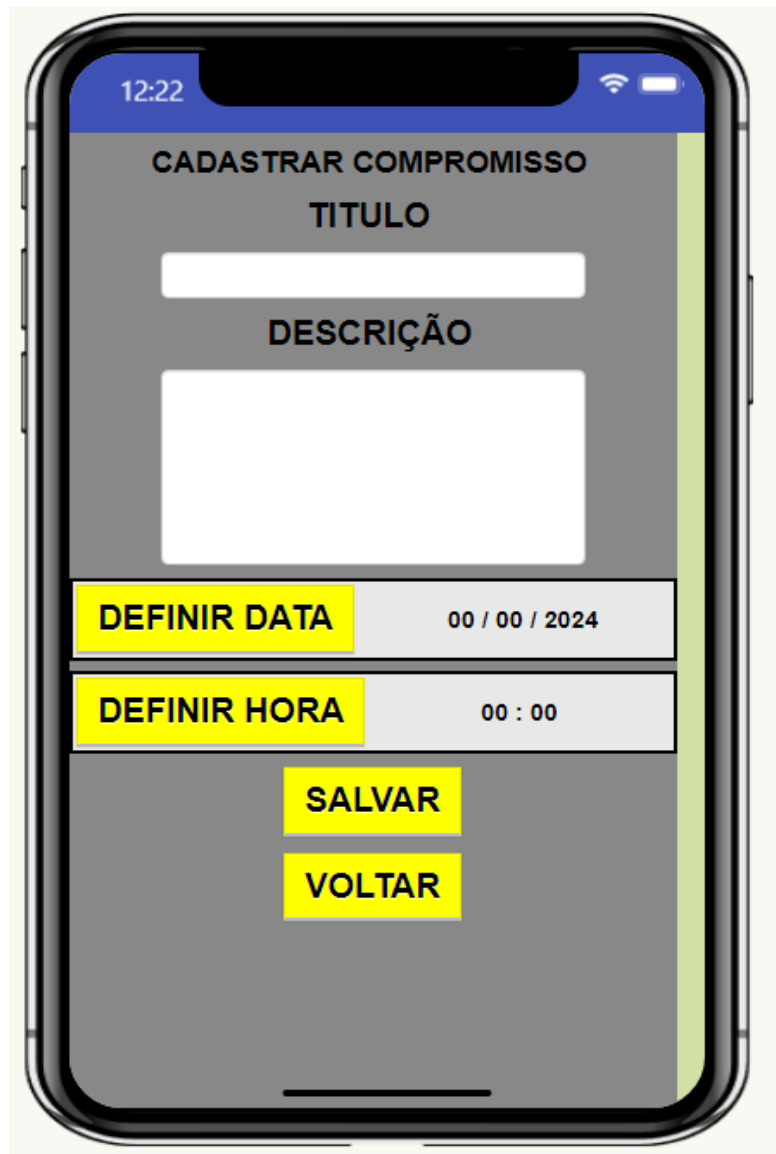 12:22
CADASTRAR COMPROMISSO
TITULO
DESCRIÇÃO
DEFINIR DATA 00 / 00 / 2024
DEFINIR HORA 00 : 00
SALVAR
VOLTAR